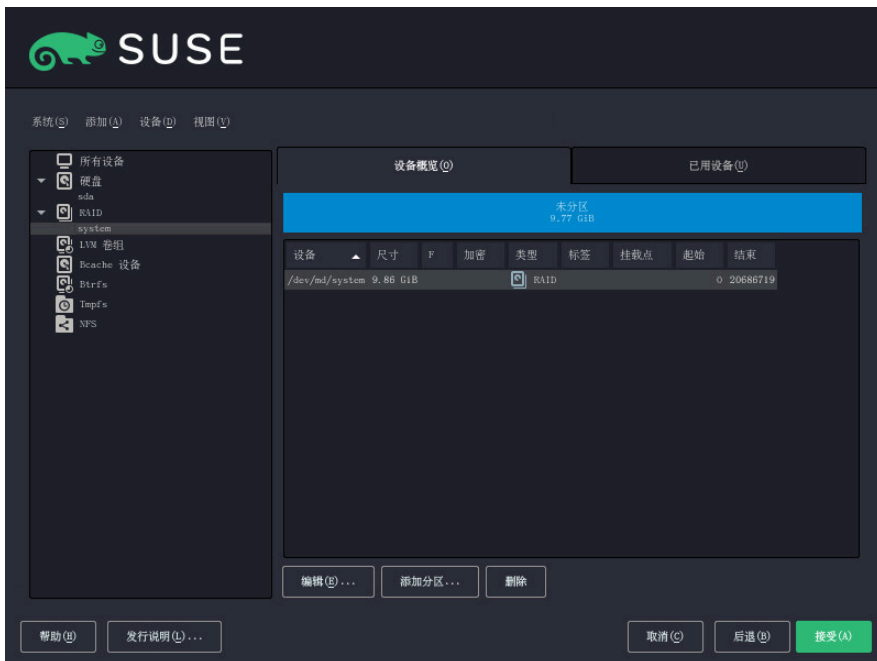 SUSE
系统(S) 添加(A) 设备(D) 视图(V)
所有设备
硬盘
sda
RAID
system
LVM 卷组
Bcache 设备
Btrfs
Tmpfs
NFS
设备概览(O) 已用设备(U)
未分区
9.77 GiB
设备 尺寸 F 加密 类型 标签 挂载点 起始 结束
/dev/md/system 9.86 GiB RAID 0 20686719
编辑(E)... 添加分区... 删除
帮助(H) 发行说明(L)... 取消(C) 后退(B) 接受(A)